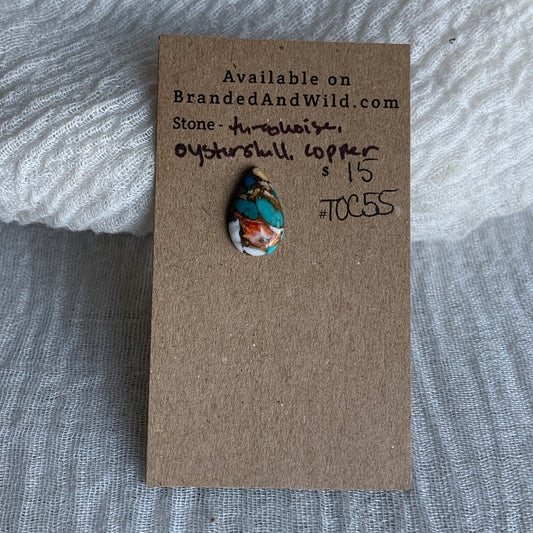 Available on
BrandedAndWild.com
Stone - turquoise,
oystershell, copper
$ 15
#TOC55